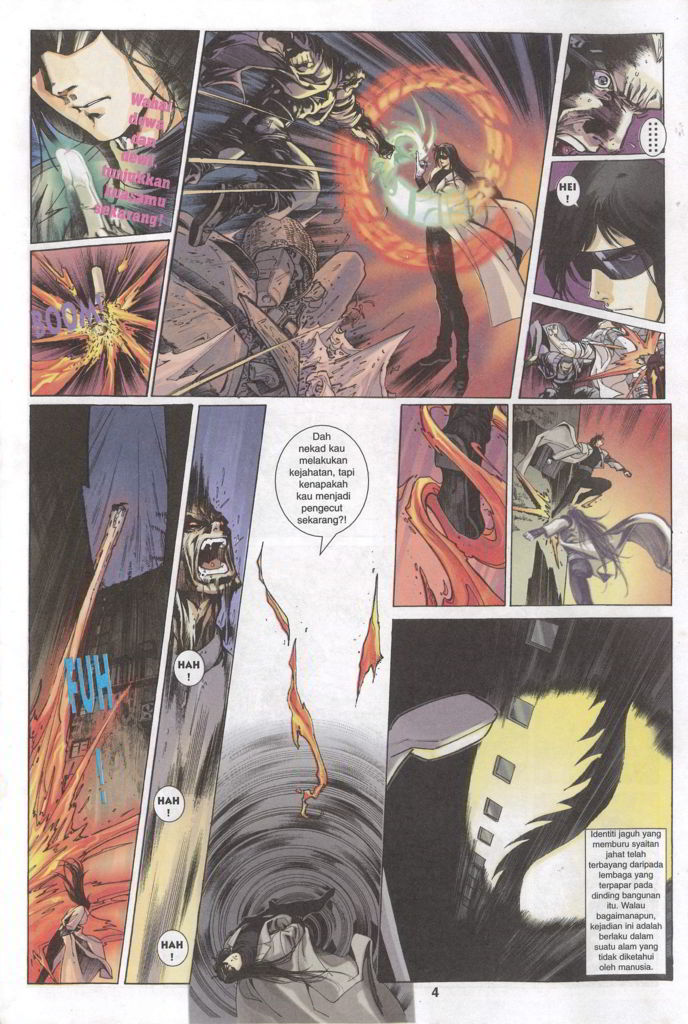 Wahai
dewa
dan
dewi,
tunjukkan
kuasamu
sekarang!
BOOM!
HEI
!
FUH
!
HAH
!
HAH
!
HAH
!
Dah
nekad kau
melakukan
kejahatan, tapi
kenapakah
kau menjadi
pengecut
sekarang?!
Identiti jaguh yang
memburu syaitan
jahat telah
terbayang daripada
lembaga yang
terpapar pada
dinding bangunan
itu. Walau
bagaimanapun,
kejadian ini adalah
berlaku dalam
suatu alam yang
tidak diketahui
oleh manusia.
4